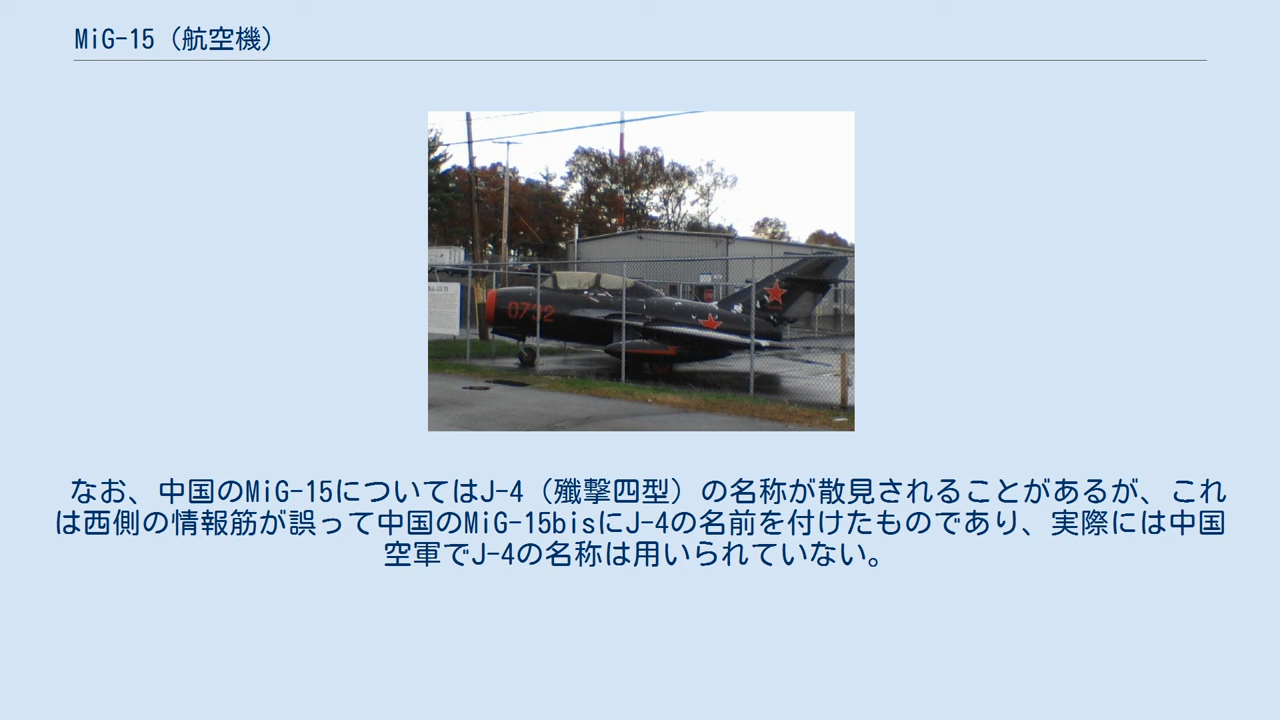 MiG-15（航空機）
0732
なお、中国のMiG-15についてはJ-4（殲撃四型）の名称が散見されることがあるが、これ
は西側の情報筋が誤って中国のMiG-15bisにJ-4の名前を付けたものであり、実際には中国
空軍でJ-4の名称は用いられていない。